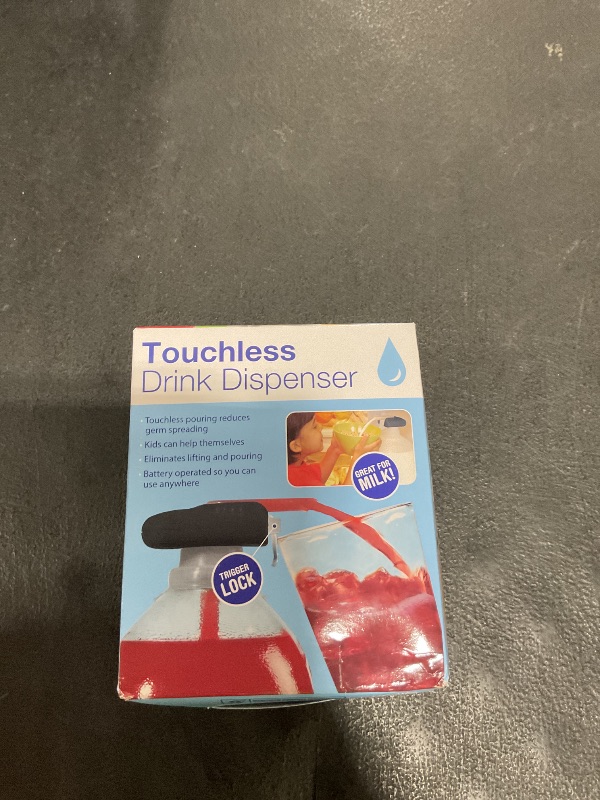 Touchless
Drink Dispenser
· Touchless pouring reduces
germ spreading
· Kids can help themselves
· Eliminates lifting and pouring
· Battery operated so you can
use anywhere
GREAT FOR
MILK!
TRIGGER
LOCK